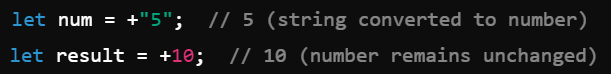 let num = +"5";  // 5 (string converted to number)
let result = +10;  // 10 (number remains unchanged)